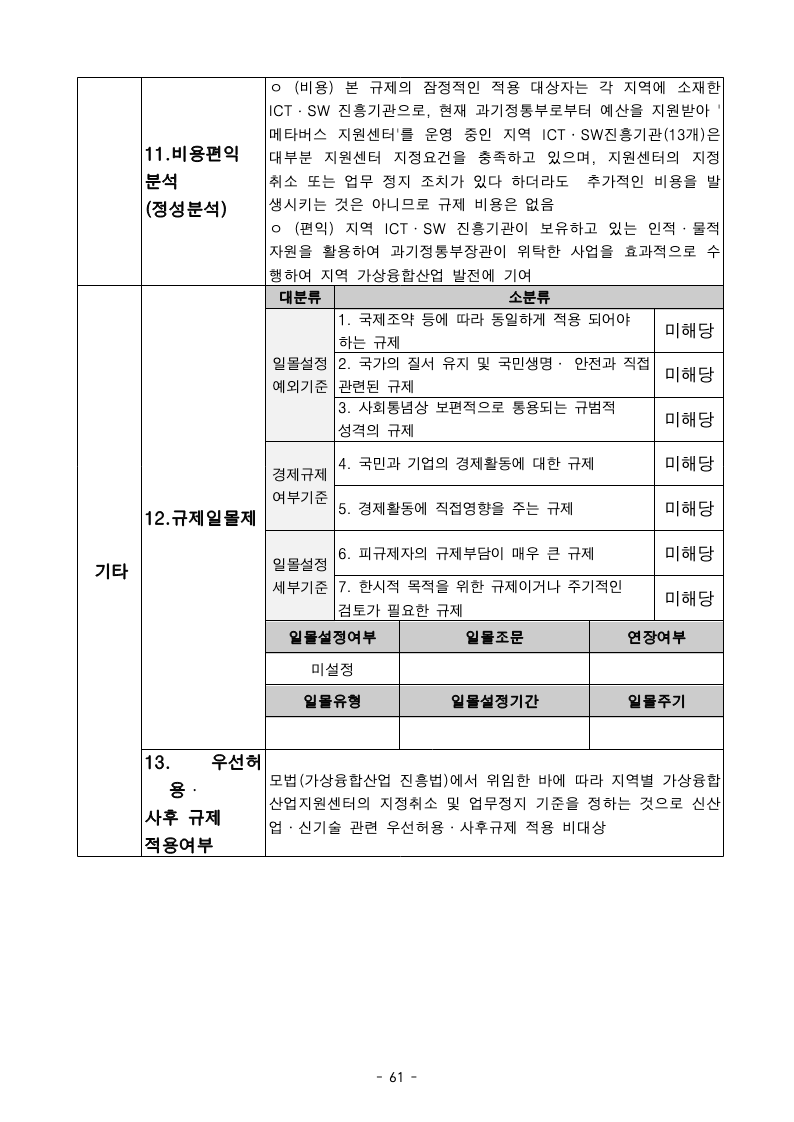 11.비용편익
분석
(정성분석)
ㅇ (비용) 본 규제의 잠정적인 적용 대상자는 각 지역에 소재한
ICT·SW 진흥기관으로, 현재 과기정통부로부터 예산을 지원받아 '
메타버스 지원센터'를 운영 중인 지역 ICT·SW진흥기관(13개)은
대부분 지원센터 지정요건을 충족하고 있으며, 지원센터의 지정
취소 또는 업무 정지 조치가 있다 하더라도 추가적인 비용을 발
생시키는 것은 아니므로 규제 비용은 없음
ㅇ (편익) 지역 ICT·SW 진흥기관이 보유하고 있는 인적·물적
자원을 활용하여 과기정통부장관이 위탁한 사업을 효과적으로 수
행하여 지역 가상융합산업 발전에 기여
기타
12.규제일몰제
대분류 소분류
일몰설정
예외기준
1. 국제조약 등에 따라 동일하게 적용 되어야
하는 규제
미해당
2. 국가의 질서 유지 및 국민생명· 안전과 직접
관련된 규제
미해당
3. 사회통념상 보편적으로 통용되는 규범적
성격의 규제
미해당
경제규제
여부기준
4. 국민과 기업의 경제활동에 대한 규제 미해당
5. 경제활동에 직접영향을 주는 규제 미해당
일몰설정
세부기준
6. 피규제자의 규제부담이 매우 큰 규제 미해당
7. 한시적 목적을 위한 규제이거나 주기적인
검토가 필요한 규제
미해당
일몰설정여부 일몰조문 연장여부
미설정
일몰유형 일몰설정기간 일몰주기
13. 우선허
용·
사후 규제
적용여부
모법(가상융합산업 진흥법)에서 위임한 바에 따라 지역별 가상융합
산업지원센터의 지정취소 및 업무정지 기준을 정하는 것으로 신산
업·신기술 관련 우선허용·사후규제 적용 비대상
- 61 -